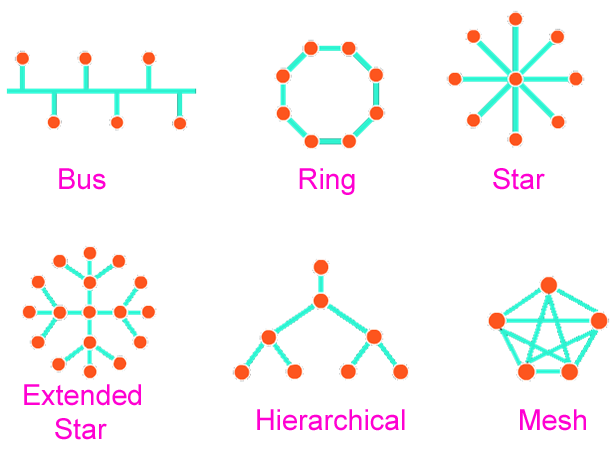 Bus
Ring
Star
Extended
Star
Hierarchical
Mesh